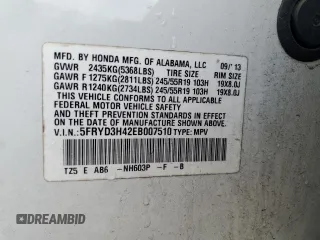 MFD. BY HONDA MFG. OF ALABAMA, LLC 09/'13
GVWR 2435KG(5368LBS) TIRE SIZE RIM SIZE
GAWR F 1275KG(2811LBS) 245/55R19 103H 19X8.0J
GAWR R 1240KG(2734LBS) 245/55R19 103H 19X8.0J
THIS VEHICLE CONFORMS TO ALL APPLICABLE FEDERAL MOTOR VEHICLE SAFETY, BUMPER, AND THEFT PREVENTION STANDARDS IN EFFECT ON THE DATE OF MANUFACTURE SHOWN ABOVE.
V.I.N.: 5FRYD3H42EB007510 TYPE: MPV
TZ5 E AB6 -NH603P -F -B